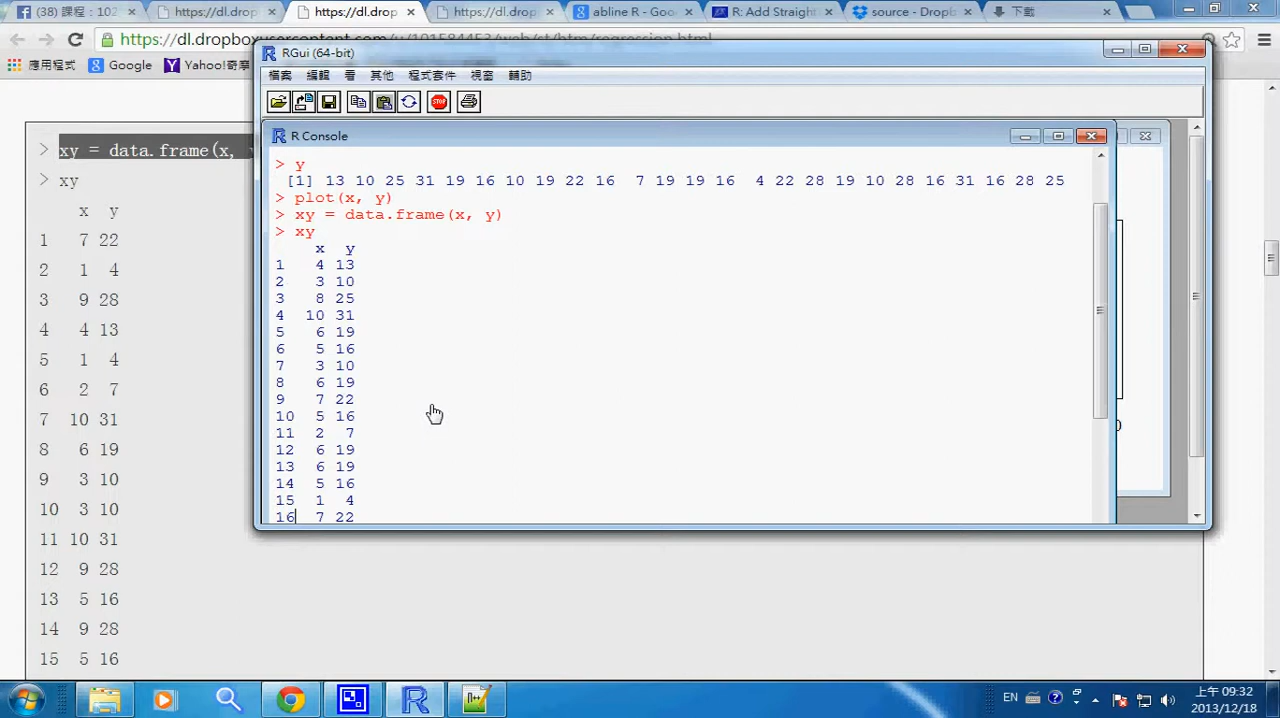 (38) 課程 : 102
https://dl.drop
https://dl.drop
https://dl.drop
abline R - Goo
R: Add Straight
source - Dropb
下載
https://dl.dropboxusercontent.com/u/101584453/web/st/htm/regression.html
應用程式
Google
Yahoo!奇摩
RGui (64-bit)
檔案 編輯 看 其他 程式套件 視窗 輔助
STOP
R Console
> y
[1] 13 10 25 31 19 16 10 19 22 16 7 19 19 16 4 22 28 19 10 28 16 31 16 28 25
> plot(x, y)
> xy = data.frame(x, y)
> xy
x y
1 4 13
2 3 10
3 8 25
4 10 31
5 6 19
6 5 16
7 3 10
8 6 19
9 7 22
10 5 16
11 2 7
12 6 19
13 6 19
14 5 16
15 1 4
16 7 22
> xy = data.frame(x,
> xy
x y
1 7 22
2 1 4
3 9 28
4 4 13
5 1 4
6 2 7
7 10 31
8 6 19
9 3 10
10 3 10
11 10 31
12 9 28
13 5 16
14 9 28
15 5 16
EN
上午 09:32
2013/12/18